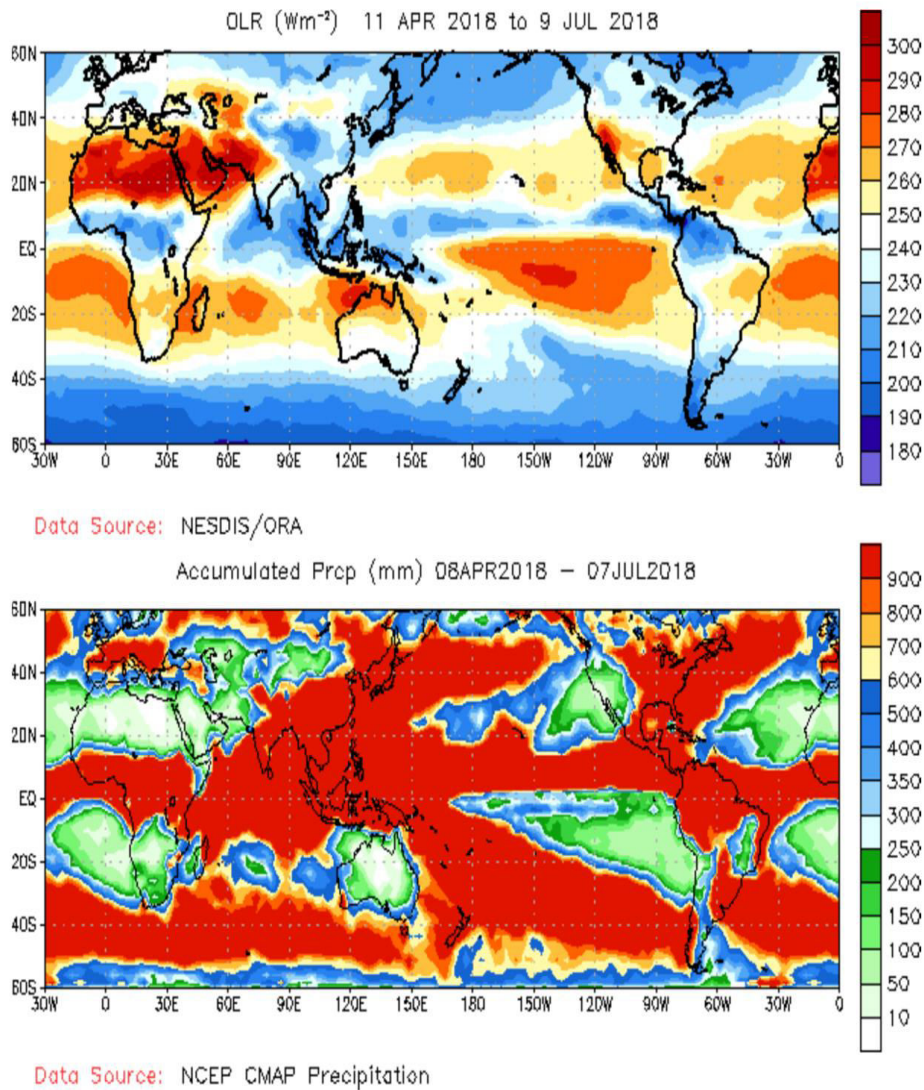 OLR (Wm⁻²) 11 APR 2018 to 9 JUL 2018
60N
40N
20N
EQ
20S
40S
60S
30W 0 30E 60E 90E 120E 150E 180 150W 120W 90W 60W 30W 0
300
290
280
270
260
250
240
230
220
210
200
190
180
Data Source: NESDIS/ORA
Accumulated Prcp (mm) 08APR2018 – 07JUL2018
60N
40N
20N
EQ
20S
40S
60S
30W 0 30E 60E 90E 120E 150E 180 150W 120W 90W 60W 30W 0
900
800
700
600
500
400
350
300
250
200
150
100
50
10
Data Source: NCEP CMAP Precipitation